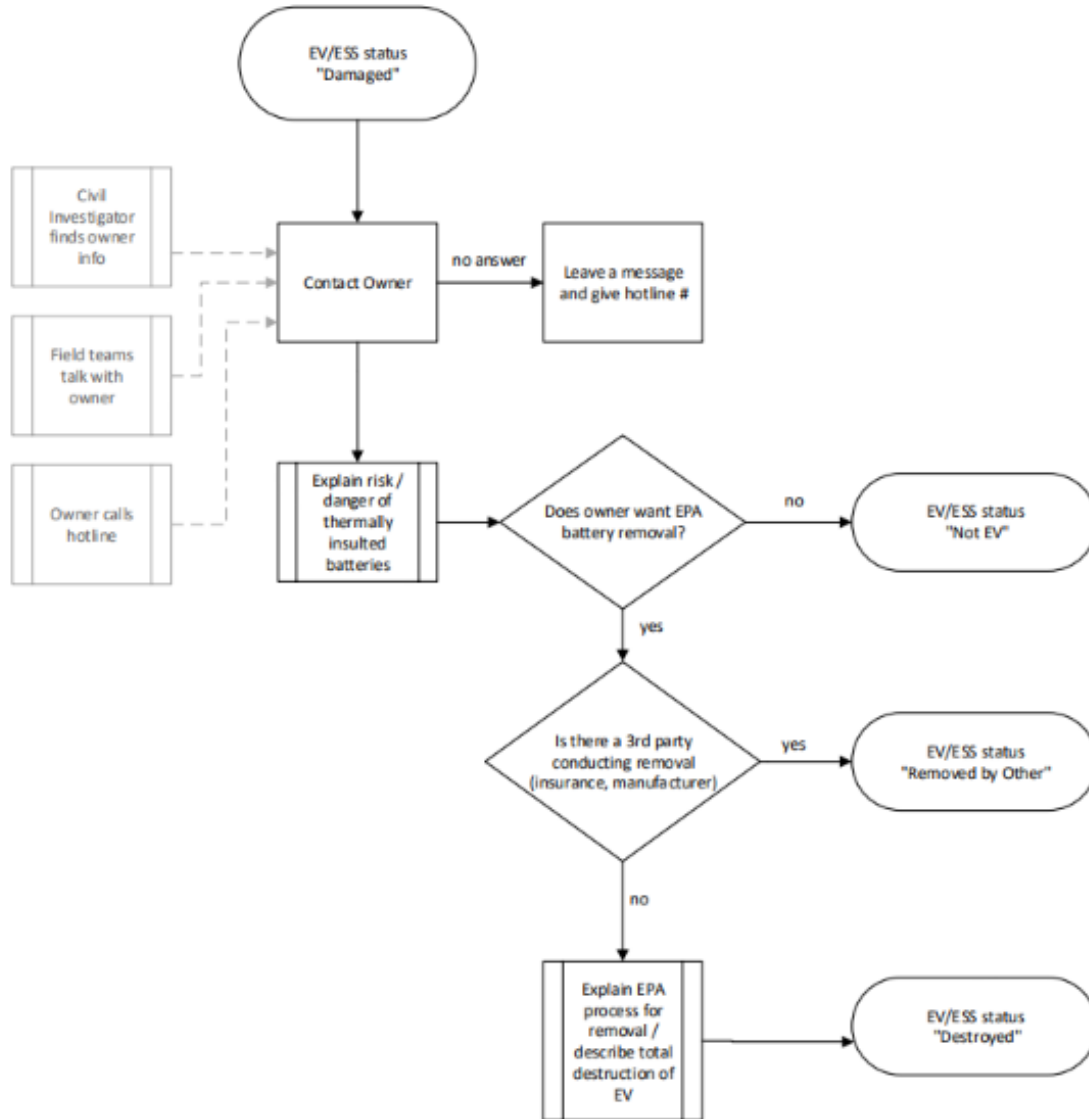 EV/ESS status
"Damaged"
Civil
Investigator
finds owner
info
Contact Owner
no answer
Leave a message
and give hotline #
Field teams
talk with
owner
Owner calls
hotline
Explain risk /
danger of
thermally
insulted
batteries
Does owner want EPA
battery removal?
no
EV/ESS status
"Not EV"
yes
Is there a 3rd party
conducting removal
(insurance, manufacturer)
yes
EV/ESS status
"Removed by Other"
no
Explain EPA
process for
removal /
describe total
destruction of
EV
EV/ESS status
"Destroyed"